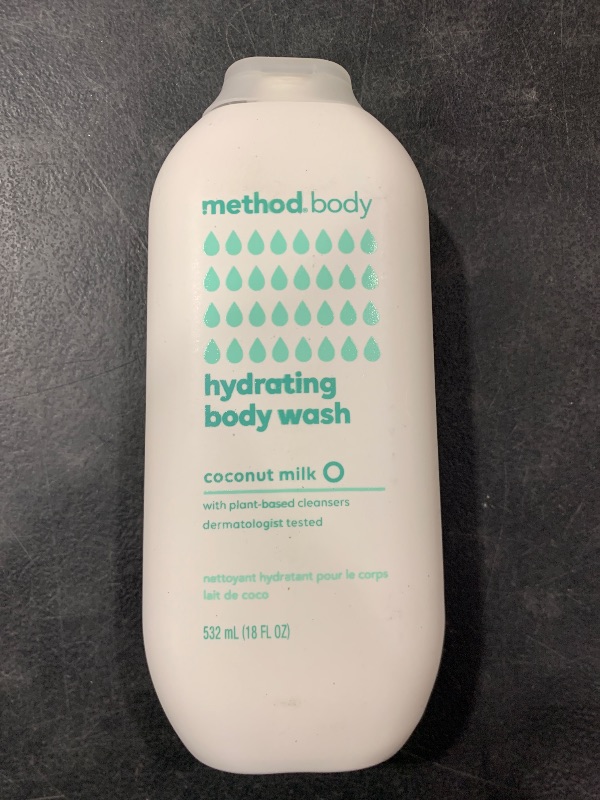 method.body
hydrating
body wash
coconut milk
with plant-based cleansers
dermatologist tested
nettoyant hydratant pour le corps
lait de coco
532 mL (18 FL OZ)